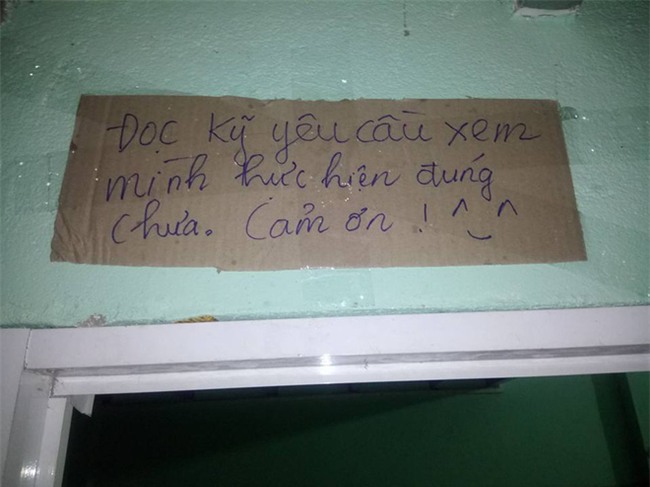 Đọc kỹ yêu cầu xem
mình thực hiện đúng
chưa. Cảm ơn ! ^‿^